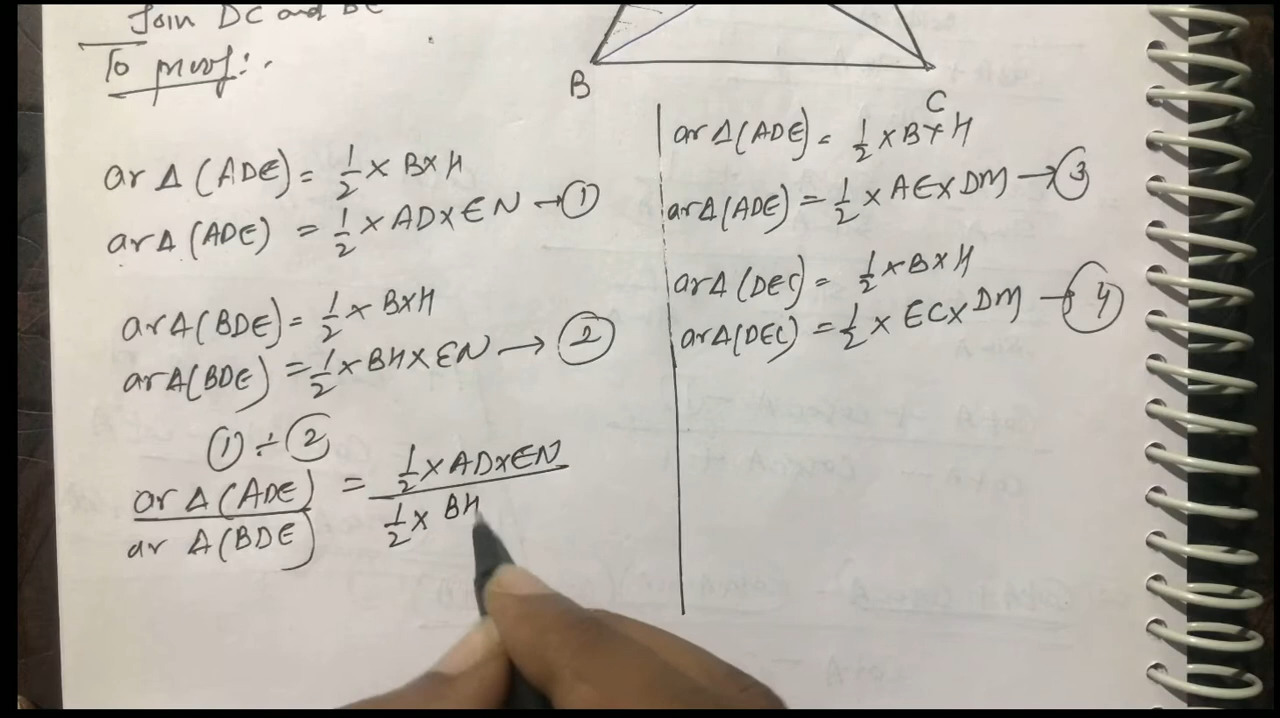 Join DC and BE
To proof:.
B
C
ar Δ (ADE) = 1/2 × B×H
ar Δ (ADE) = 1/2 × AD×EN → ①
ar Δ (BDE) = 1/2 × B×H
ar Δ (BDE) = 1/2 × BH×EN → ②
① ÷ ②
ar Δ (ADE) / ar Δ (BDE) = 1/2 × AD×EN / 1/2 × BH
ar Δ (ADE) = 1/2 × B×H
ar Δ (ADE) = 1/2 × AE×DM → ③
ar Δ (DEC) = 1/2 × B×H
ar Δ (DEC) = 1/2 × EC×DM → ④